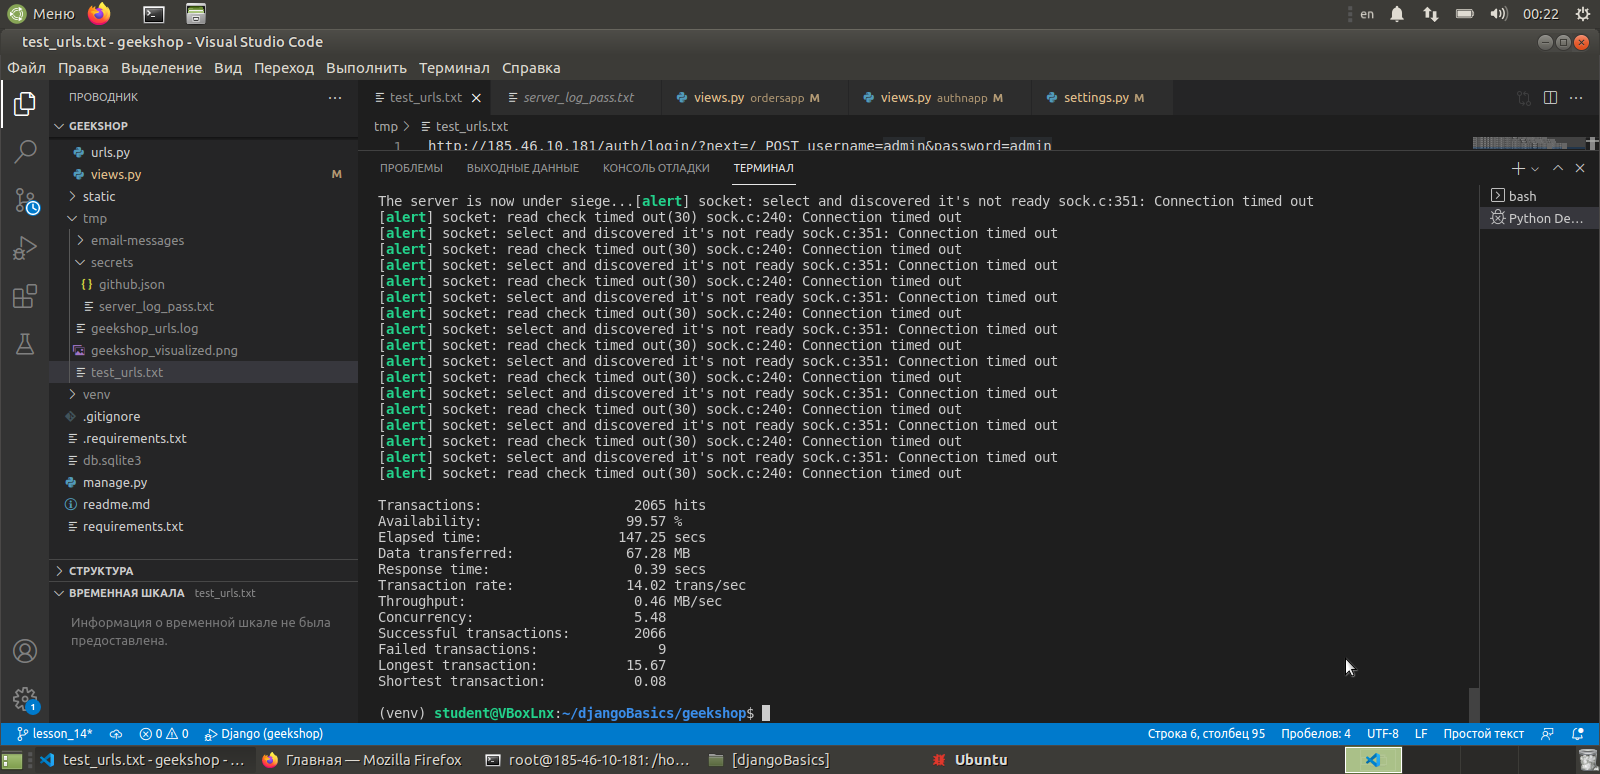 Меню
en
00:22
test_urls.txt - geekshop - Visual Studio Code
Файл Правка Выделение Вид Переход Выполнить Терминал Справка
ПРОВОДНИК
GEEKSHOP
urls.py
views.py M
static
tmp
email-messages
secrets
github.json
server_log_pass.txt
geekshop_urls.log
geekshop_visualized.png
test_urls.txt
venv
.gitignore
.requirements.txt
db.sqlite3
manage.py
readme.md
requirements.txt
СТРУКТУРА
ВРЕМЕННАЯ ШКАЛА test_urls.txt
Информация о временной шкале не была
предоставлена.
1
test_urls.txt
server_log_pass.txt
views.py ordersapp M
views.py authnapp M
settings.py M
tmp > test_urls.txt
1 http://185.46.10.181/auth/login/?next=/ POST username=admin&password=admin
ПРОБЛЕМЫ ВЫХОДНЫЕ ДАННЫЕ КОНСОЛЬ ОТЛАДКИ ТЕРМИНАЛ
The server is now under siege...[alert] socket: select and discovered it's not ready sock.c:351: Connection timed out
[alert] socket: read check timed out(30) sock.c:240: Connection timed out
[alert] socket: select and discovered it's not ready sock.c:351: Connection timed out
[alert] socket: read check timed out(30) sock.c:240: Connection timed out
[alert] socket: select and discovered it's not ready sock.c:351: Connection timed out
[alert] socket: read check timed out(30) sock.c:240: Connection timed out
[alert] socket: select and discovered it's not ready sock.c:351: Connection timed out
[alert] socket: read check timed out(30) sock.c:240: Connection timed out
[alert] socket: select and discovered it's not ready sock.c:351: Connection timed out
[alert] socket: read check timed out(30) sock.c:240: Connection timed out
[alert] socket: select and discovered it's not ready sock.c:351: Connection timed out
[alert] socket: read check timed out(30) sock.c:240: Connection timed out
[alert] socket: select and discovered it's not ready sock.c:351: Connection timed out
[alert] socket: read check timed out(30) sock.c:240: Connection timed out
[alert] socket: select and discovered it's not ready sock.c:351: Connection timed out
[alert] socket: read check timed out(30) sock.c:240: Connection timed out
[alert] socket: select and discovered it's not ready sock.c:351: Connection timed out
[alert] socket: read check timed out(30) sock.c:240: Connection timed out
Transactions: 2065 hits
Availability: 99.57 %
Elapsed time: 147.25 secs
Data transferred: 67.28 MB
Response time: 0.39 secs
Transaction rate: 14.02 trans/sec
Throughput: 0.46 MB/sec
Concurrency: 5.48
Successful transactions: 2066
Failed transactions: 9
Longest transaction: 15.67
Shortest transaction: 0.08
(venv) student@VBoxLnx:~/djangoBasics/geekshop$
bash
Python De...
lesson_14* 0 0 Django (geekshop)
Строка 6, столбец 95 Пробелов: 4 UTF-8 LF Простой текст
test_urls.txt - geekshop - ...
Главная — Mozilla Firefox
root@185-46-10-181: /ho...
[djangoBasics]
Ubuntu